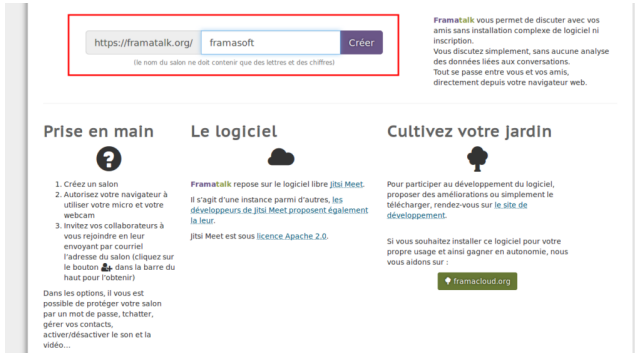 https://framatalk.org/ framasoft Créer
(le nom du salon ne doit contenir que des lettres et des chiffres)
Framatalk vous permet de discuter avec vos
amis sans installation complexe de logiciel ni
inscription.
Vous discutez simplement, sans aucune analyse
des données liées aux conversations.
Tout se passe entre vous et vos amis,
directement depuis votre navigateur web.
Prise en main
1. Créez un salon
2. Autorisez votre navigateur à
utiliser votre micro et votre
webcam
3. Invitez vos collaborateurs à
vous rejoindre en leur
envoyant par courriel
l'adresse du salon (cliquez sur
le bouton dans la barre du
haut pour l'obtenir)
Dans les options, il vous est
possible de protéger votre salon
par un mot de passe, tchatter,
gérer vos contacts,
activer/désactiver le son et la
vidéo…
Le logiciel
Framatalk repose sur le logiciel libre Jitsi Meet.
Il s'agit d'une instance parmi d'autres, les
développeurs de Jitsi Meet proposent également
la leur.
Jitsi Meet est sous licence Apache 2.0.
Cultivez votre jardin
Pour participer au développement du logiciel,
proposer des améliorations ou simplement le
télécharger, rendez-vous sur le site de
développement.
Si vous souhaitez installer ce logiciel pour votre
propre usage et ainsi gagner en autonomie, nous
vous aidons sur :
framacloud.org